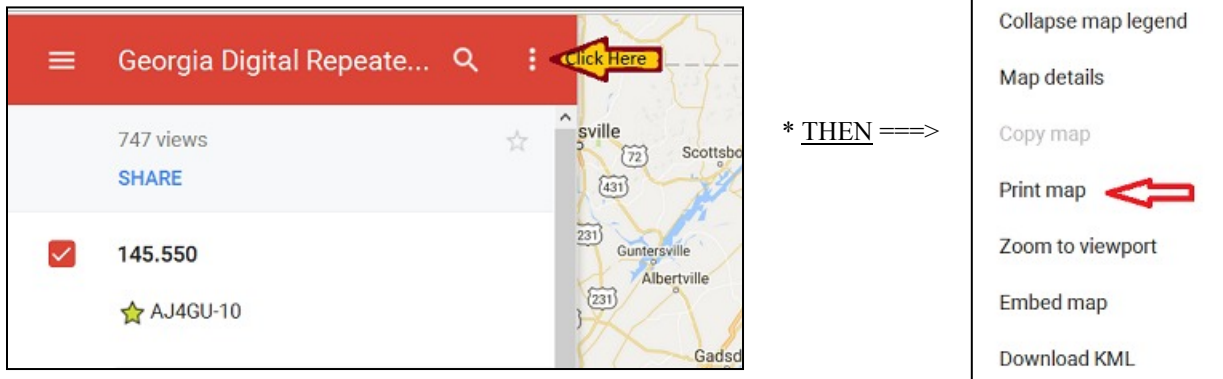 Georgia Digital Repeate...
Click Here
747 views
SHARE
145.550
AJ4GU-10
sville
72
Scottsbo
431
231
Guntersville
Albertville
231
Gadsd
* THEN ===>
Collapse map legend
Map details
Copy map
Print map
Zoom to viewport
Embed map
Download KML